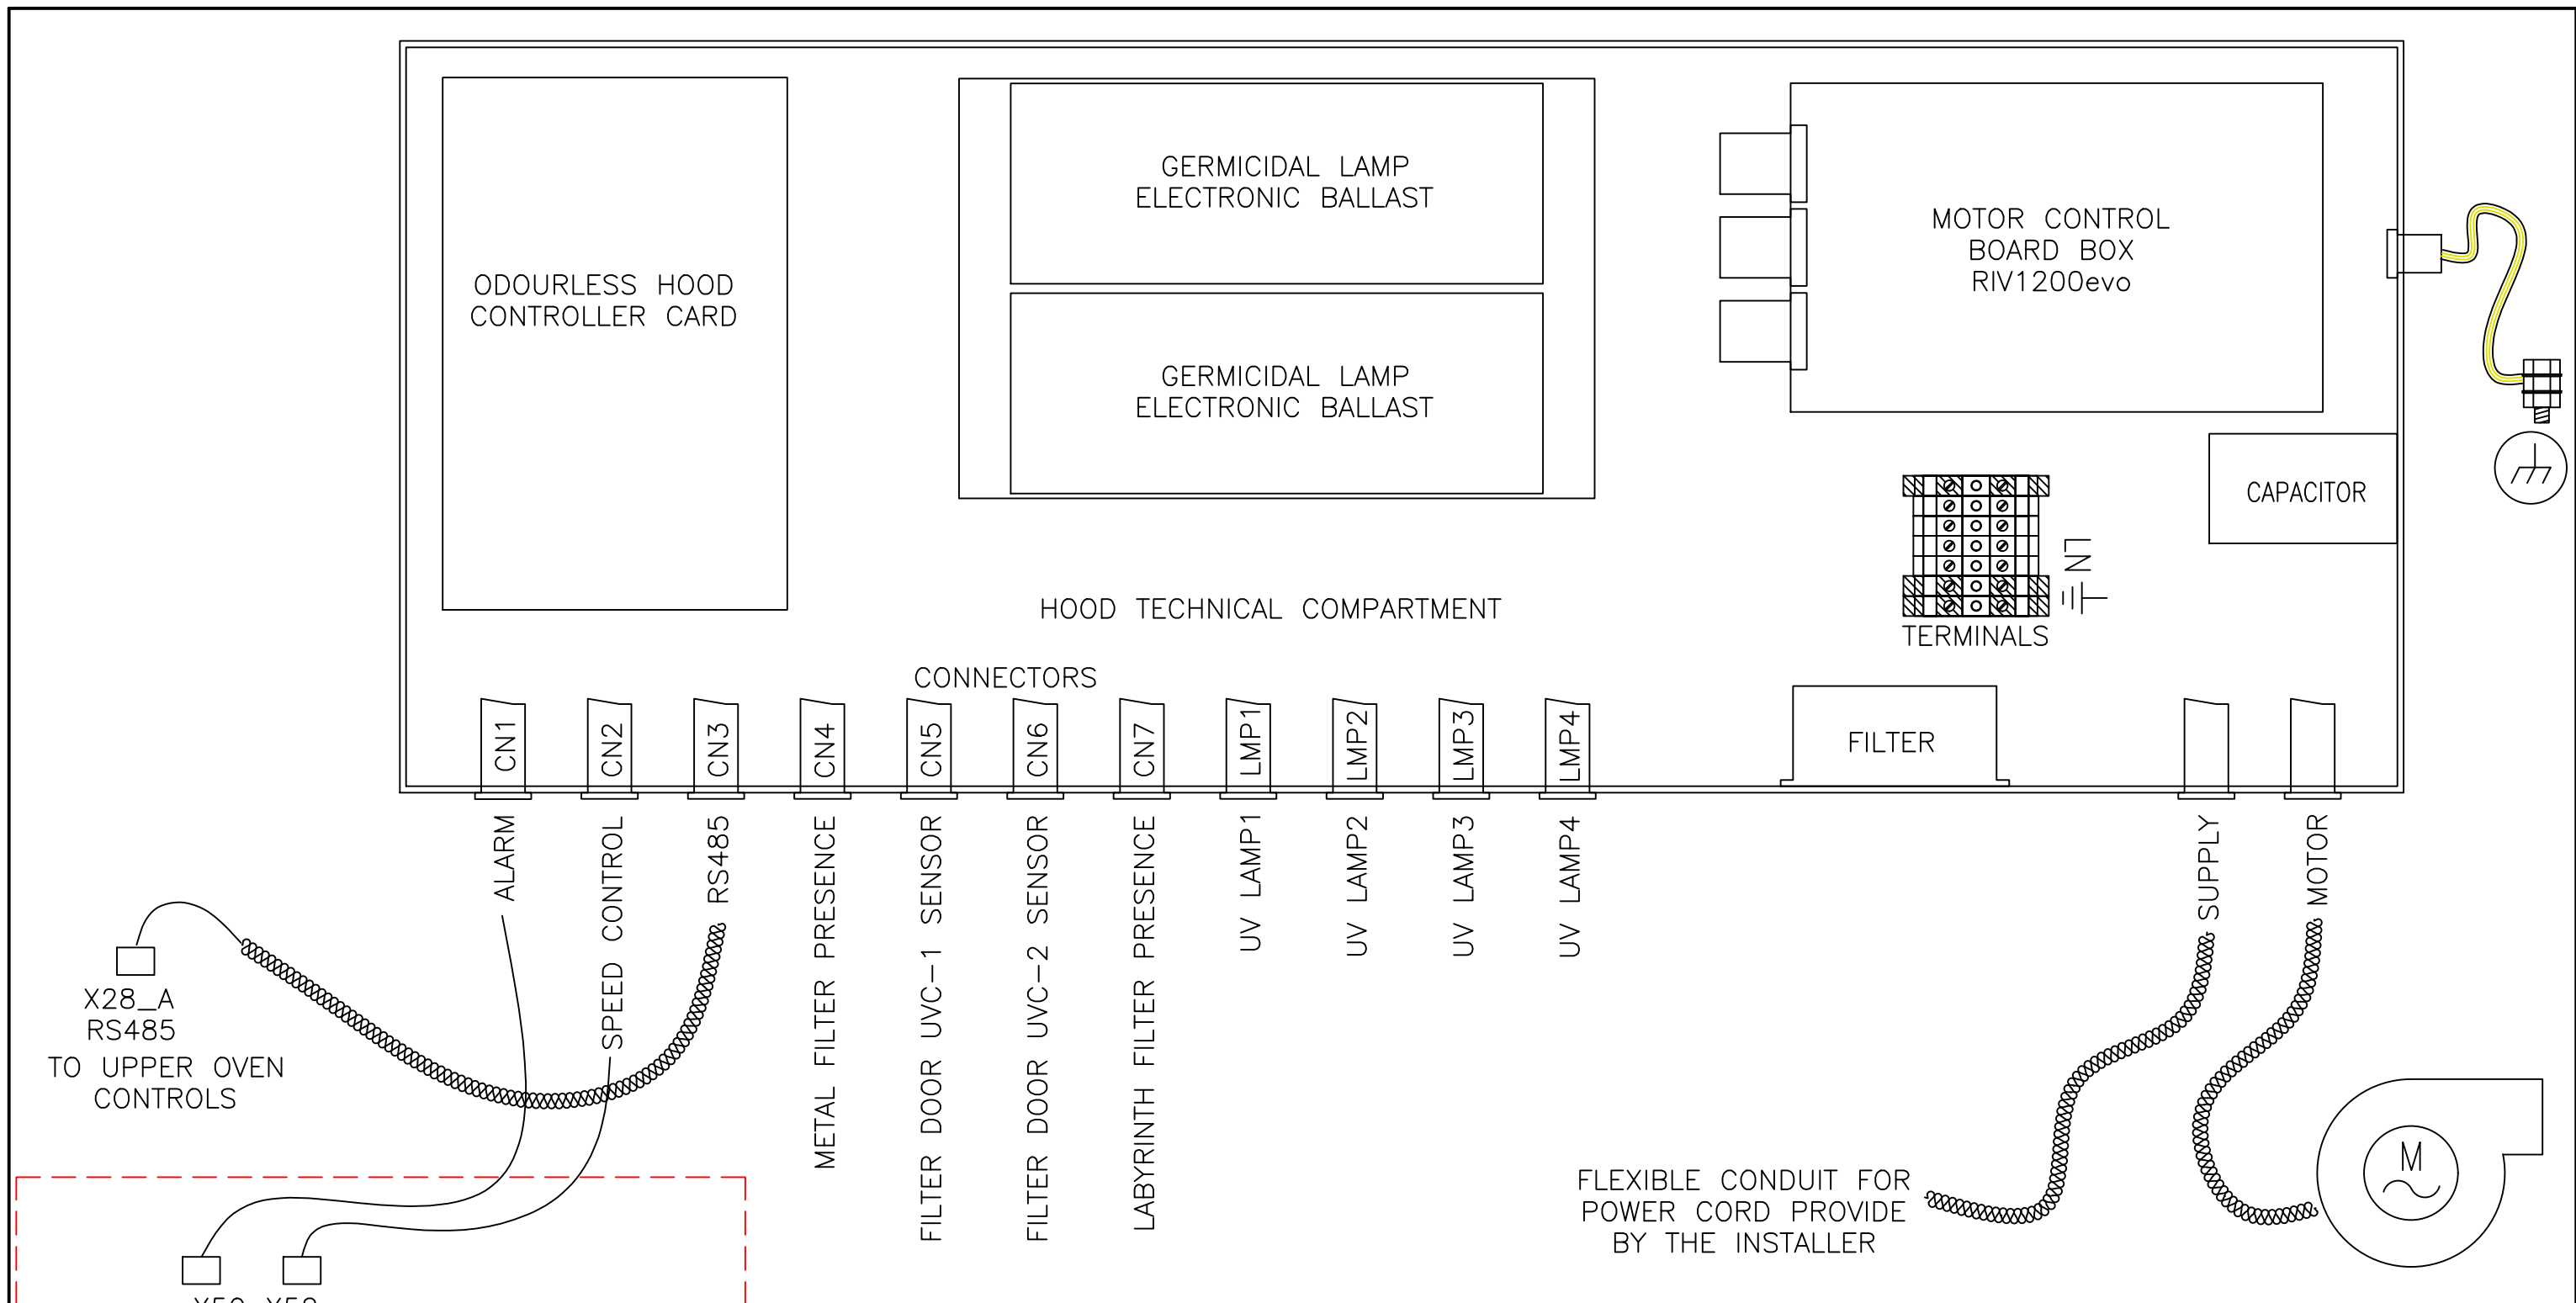 ODOURLESS HOOD
CONTROLLER CARD
GERMICIDAL LAMP
ELECTRONIC BALLAST
GERMICIDAL LAMP
ELECTRONIC BALLAST
MOTOR CONTROL
BOARD BOX
RIV1200evo
CAPACITOR
LN
TERMINALS
HOOD TECHNICAL COMPARTMENT
CONNECTORS
CN1
CN2
CN3
CN4
CN5
CN6
CN7
LMP1
LMP2
LMP3
LMP4
FILTER
ALARM
SPEED CONTROL
RS485
METAL FILTER PRESENCE
FILTER DOOR UVC-1 SENSOR
FILTER DOOR UVC-2 SENSOR
LABYRINTH FILTER PRESENCE
UV LAMP1
UV LAMP2
UV LAMP3
UV LAMP4
SUPPLY
MOTOR
X28_A
RS485
TO UPPER OVEN
CONTROLS
FLEXIBLE CONDUIT FOR
POWER CORD PROVIDE
BY THE INSTALLER
M